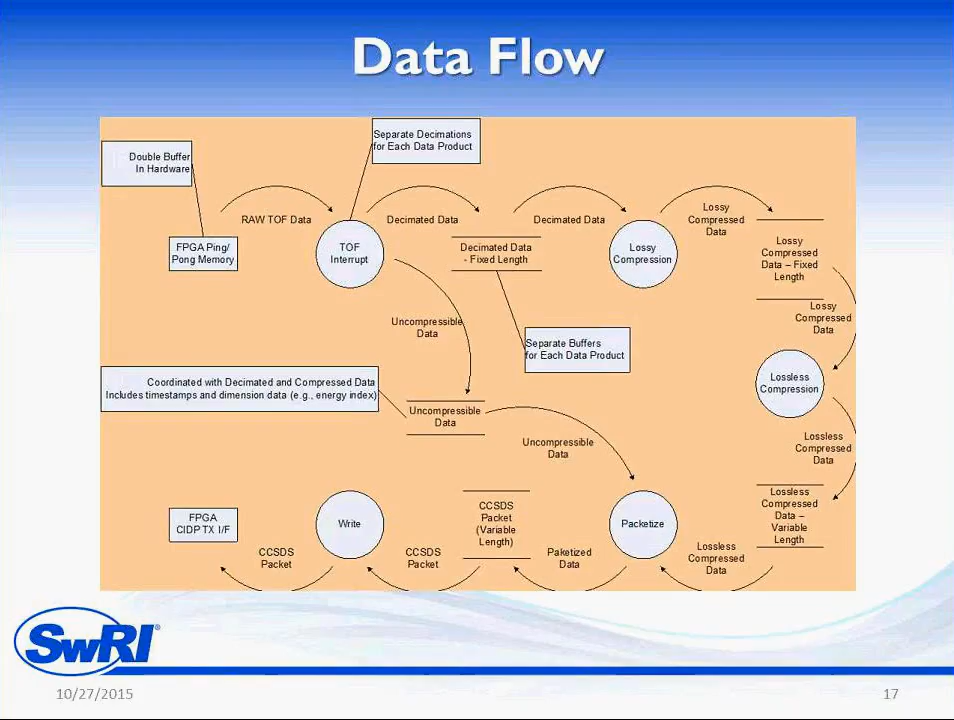 Data Flow
Separate Decimations
for Each Data Product
Double Buffer
In Hardware
RAW TOF Data
Decimated Data
Decimated Data
Lossy
Compressed
Data
FPGA Ping/
Pong Memory
TOF
Interrupt
Decimated Data
- Fixed Length
Lossy
Compression
Lossy
Compressed
Data – Fixed
Length
Lossy
Compressed
Data
Uncompressible
Data
Separate Buffers
for Each Data Product
Coordinated with Decimated and Compressed Data
Includes timestamps and dimension data (e.g., energy index)
Lossless
Compression
Uncompressible
Data
Uncompressible
Data
Lossless
Compressed
Data
FPGA
CIDP TX I/F
Write
CCSDS
Packet
(Variable
Length)
Packetize
Lossless
Compressed
Data –
Variable
Length
CCSDS
Packet
CCSDS
Packet
Paketized
Data
Lossless
Compressed
Data
SwRI®
10/27/2015
17